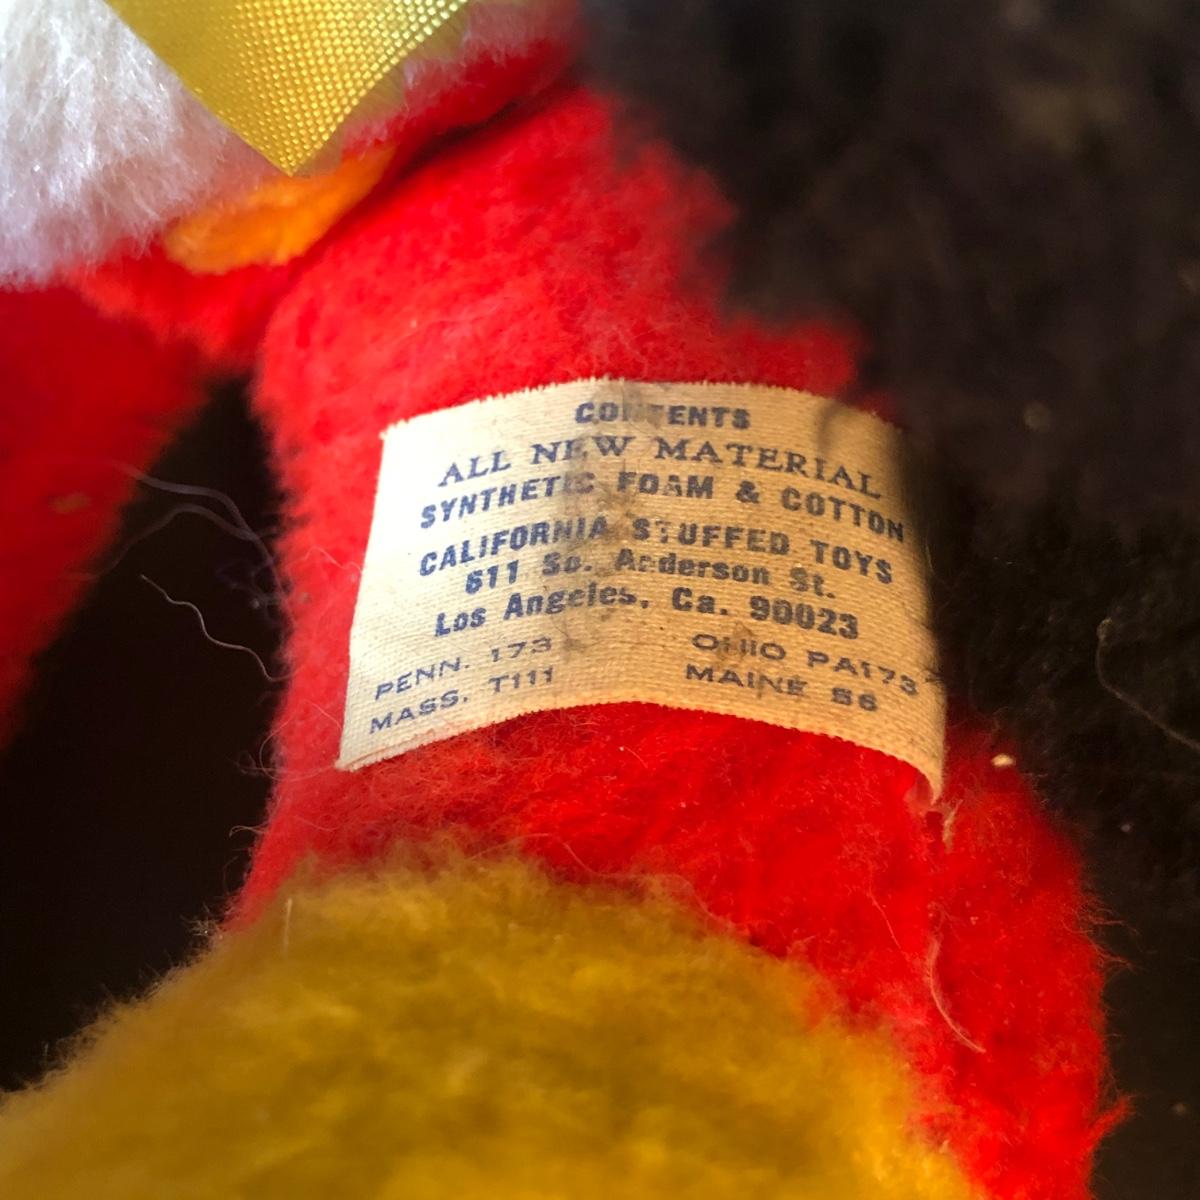 CONTENTS
ALL NEW MATERIAL
SYNTHETIC FOAM & COTTON
CALIFORNIA STUFFED TOYS
611 So. Anderson St.
Los Angeles, Ca. 90023
PENN. 173 OHIO PA173
MASS. T111 MAINE S6